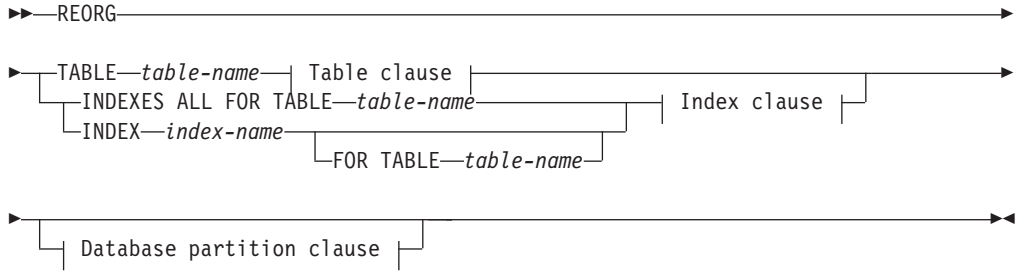 REORG
TABLE table-name Table clause
INDEXES ALL FOR TABLE table-name Index clause
INDEX index-name
FOR TABLE table-name
Database partition clause